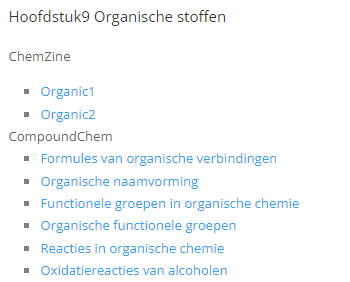 Hoofdstuk9 Organische stoffen
ChemZine
Organic1
Organic2
CompoundChem
Formules van organische verbindingen
Organische naamvorming
Functionele groepen in organische chemie
Organische functionele groepen
Reacties in organische chemie
Oxidatiereacties van alcoholen